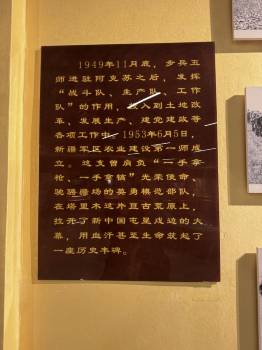 1949年11月底，步兵五
师进驻阿克苏之后，发挥
“战斗队、生产队、工作
队”的作用，投入到土地改
革、发展生产、建党建政等
各项工作中。1953年6月5日，
新疆军区农业建设第一师成
立。这支曾肩负“一手拿
枪、一手拿镐”光荣使命、
驰骋疆场的英勇模范部队，
在塔里木这片亘古荒原上，
拉开了新中国屯垦戍边的大
幕，用血汗甚至生命筑起了
一座历史丰碑。